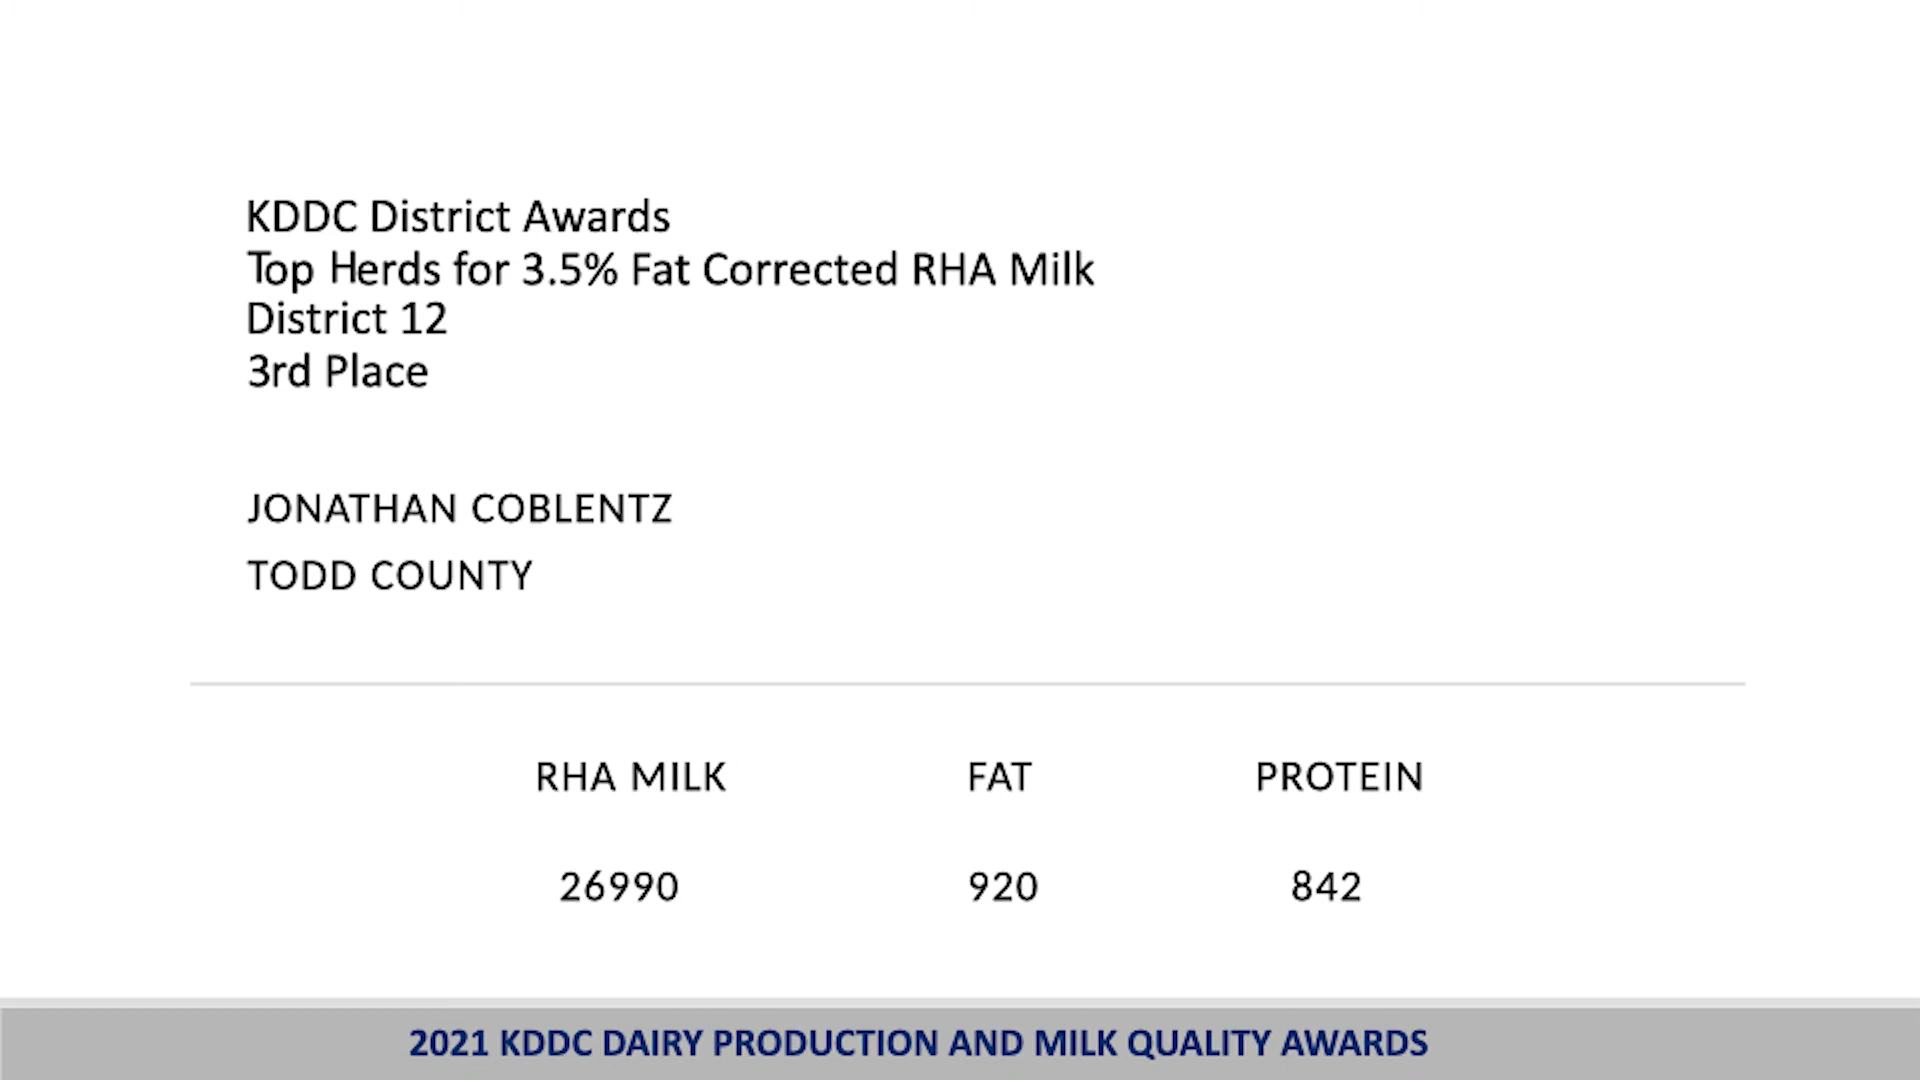 KDDC District Awards
Top Herds for 3.5% Fat Corrected RHA Milk
District 12
3rd Place
JONATHAN COBLENTZ
TODD COUNTY
RHA MILK FAT PROTEIN
26990 920 842
2021 KDDC DAIRY PRODUCTION AND MILK QUALITY AWARDS